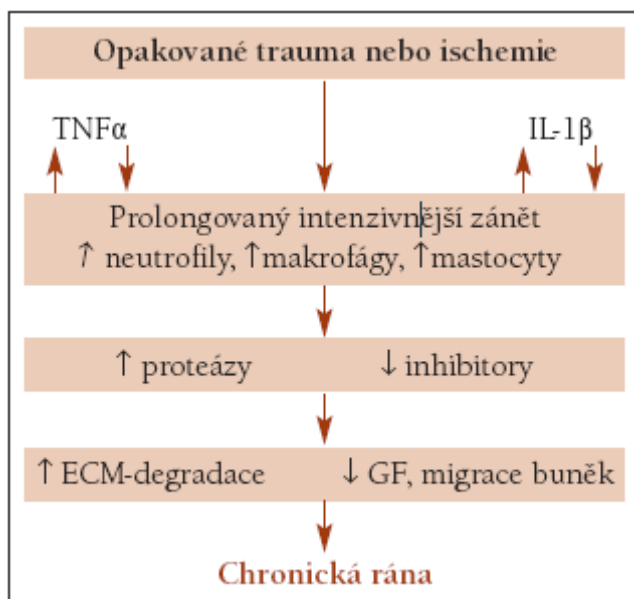 Opakované trauma nebo ischemie
TNFα IL-1β
Prolongovaný intenzivnější zánět
↑ neutrofily, ↑makrofágy, ↑mastocyty
↑ proteázy ↓ inhibitory
↑ ECM-degradace ↓ GF, migrace buněk
Chronická rána